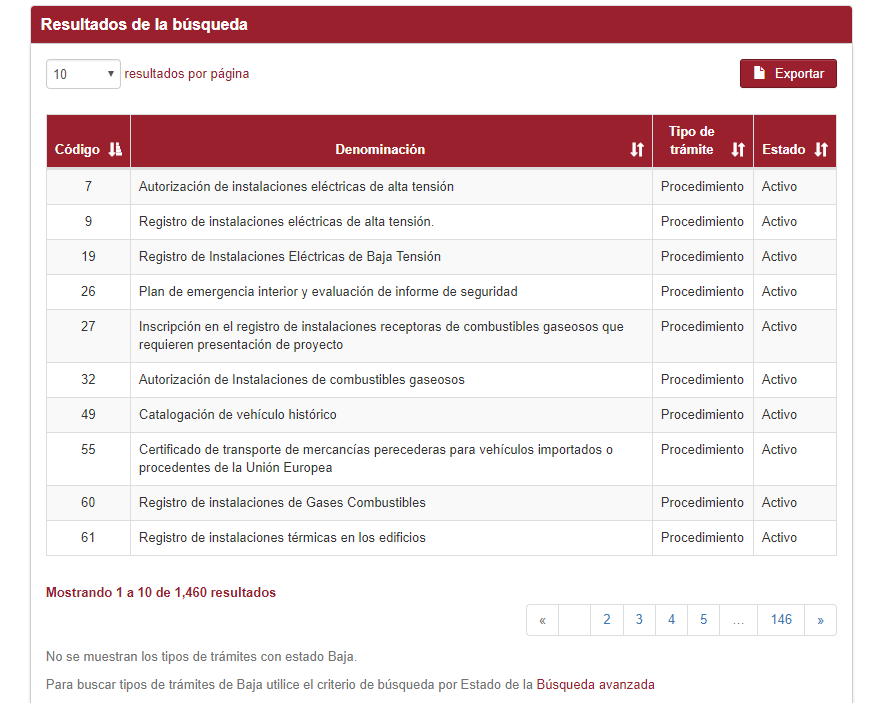 Resultados de la búsqueda
10 resultados por página
Exportar
Código Denominación Tipo de trámite Estado
7 Autorización de instalaciones eléctricas de alta tensión Procedimiento Activo
9 Registro de instalaciones eléctricas de alta tensión. Procedimiento Activo
19 Registro de Instalaciones Eléctricas de Baja Tensión Procedimiento Activo
26 Plan de emergencia interior y evaluación de informe de seguridad Procedimiento Activo
27 Inscripción en el registro de instalaciones receptoras de combustibles gaseosos que Procedimiento Activo
requieren presentación de proyecto
32 Autorización de Instalaciones de combustibles gaseosos Procedimiento Activo
49 Catalogación de vehículo histórico Procedimiento Activo
55 Certificado de transporte de mercancías perecederas para vehículos importados o Procedimiento Activo
procedentes de la Unión Europea
60 Registro de instalaciones de Gases Combustibles Procedimiento Activo
61 Registro de instalaciones térmicas en los edificios Procedimiento Activo
Mostrando 1 a 10 de 1,460 resultados
« 2 3 4 5 ... 146 »
No se muestran los tipos de trámites con estado Baja.
Para buscar tipos de trámites de Baja utilice el criterio de búsqueda por Estado de la Búsqueda avanzada